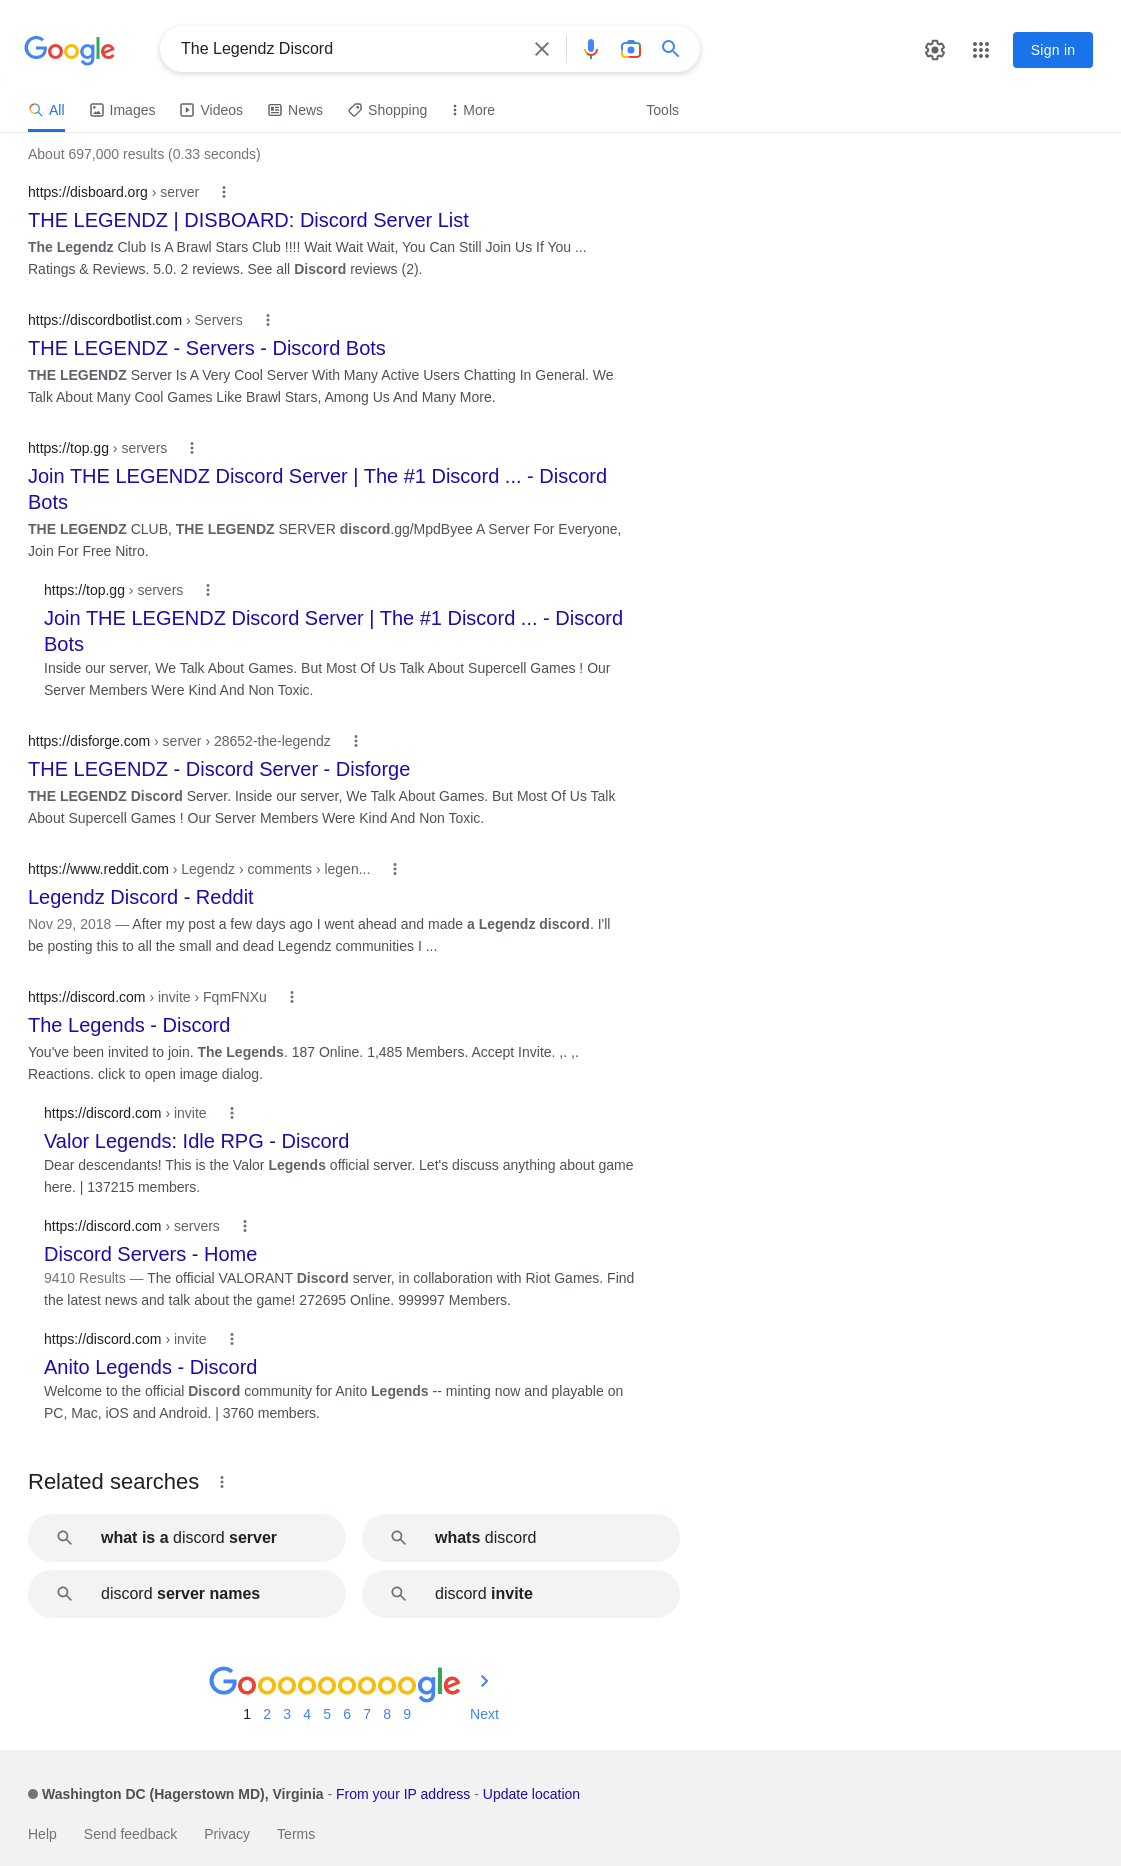 Google
The Legendz Discord
Sign in
All
Images
Videos
News
Shopping
More
Tools
About 697,000 results (0.33 seconds)
https://disboard.org › server
THE LEGENDZ | DISBOARD: Discord Server List
The Legendz Club Is A Brawl Stars Club !!!! Wait Wait Wait, You Can Still Join Us If You ...
Ratings & Reviews. 5.0. 2 reviews. See all Discord reviews (2).
https://discordbotlist.com › Servers
THE LEGENDZ - Servers - Discord Bots
THE LEGENDZ Server Is A Very Cool Server With Many Active Users Chatting In General. We
Talk About Many Cool Games Like Brawl Stars, Among Us And Many More.
https://top.gg › servers
Join THE LEGENDZ Discord Server | The #1 Discord ... - Discord
Bots
THE LEGENDZ CLUB, THE LEGENDZ SERVER discord.gg/MpdByee A Server For Everyone,
Join For Free Nitro.
https://top.gg › servers
Join THE LEGENDZ Discord Server | The #1 Discord ... - Discord
Bots
Inside our server, We Talk About Games. But Most Of Us Talk About Supercell Games ! Our
Server Members Were Kind And Non Toxic.
https://disforge.com › server › 28652-the-legendz
THE LEGENDZ - Discord Server - Disforge
THE LEGENDZ Discord Server. Inside our server, We Talk About Games. But Most Of Us Talk
About Supercell Games ! Our Server Members Were Kind And Non Toxic.
https://www.reddit.com › Legendz › comments › legen...
Legendz Discord - Reddit
Nov 29, 2018 — After my post a few days ago I went ahead and made a Legendz discord. I'll
be posting this to all the small and dead Legendz communities I ...
https://discord.com › invite › FqmFNXu
The Legends - Discord
You've been invited to join. The Legends. 187 Online. 1,485 Members. Accept Invite. ,. ,.
Reactions. click to open image dialog.
https://discord.com › invite
Valor Legends: Idle RPG - Discord
Dear descendants! This is the Valor Legends official server. Let's discuss anything about game
here. | 137215 members.
https://discord.com › servers
Discord Servers - Home
9410 Results — The official VALORANT Discord server, in collaboration with Riot Games. Find
the latest news and talk about the game! 272695 Online. 999997 Members.
https://discord.com › invite
Anito Legends - Discord
Welcome to the official Discord community for Anito Legends -- minting now and playable on
PC, Mac, iOS and Android. | 3760 members.
Related searches
what is a discord server
whats discord
discord server names
discord invite
Goooooooooogle
1 2 3 4 5 6 7 8 9 Next
Washington DC (Hagerstown MD), Virginia - From your IP address - Update location
Help Send feedback Privacy Terms